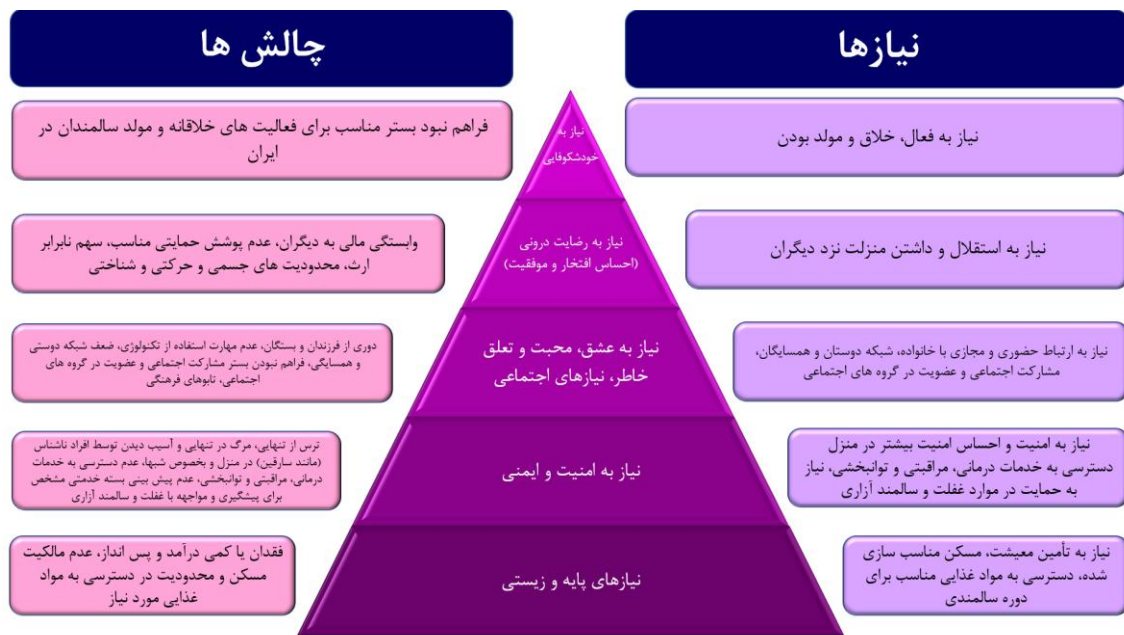 نیازها
چالش ها
نیاز به فعال، خلاق و مولد بودن
نیاز به
خودشکوفایی
فراهم نبود بستر مناسب برای فعالیت های خلاقانه و مولد سالمندان در
ایران
نیاز به استقلال و داشتن منزلت نزد دیگران
نیاز به رضایت درونی
(احساس افتخار و موفقیت)
وابستگی مالی به دیگران، عدم پوشش حمایتی مناسب، سهم نابرابر
ارث، محدودیت های جسمی و حرکتی و شناختی
نیاز به ارتباط حضوری و مجازی با خانواده، شبکه دوستان و همسایگان،
مشارکت اجتماعی و عضویت در گروه های اجتماعی
نیاز به عشق، محبت و تعلق
خاطر، نیازهای اجتماعی
دوری از فرزندان و بستگان، عدم مهارت استفاده از تکنولوژی، ضعف شبکه دوستی
و همسایگی، فراهم نبودن بستر مشارکت اجتماعی و عضویت در گروه های
اجتماعی، تابوهای فرهنگی
نیاز به امنیت و احساس امنیت بیشتر در منزل
دسترسی به خدمات درمانی، مراقبتی و توانبخشی، نیاز
به حمایت در موارد غفلت و سالمند آزاری
نیاز به امنیت و ایمنی
ترس از تنهایی، مرگ در تنهایی و آسیب دیدن توسط افراد ناشناس
(مانند سارقین) در منزل و بخصوص شبها، عدم دسترسی به خدمات
درمانی، مراقبتی و توانبخشی، عدم پیش بینی بسته خدمتی مشخص
برای پیشگیری و مواجهه با غفلت و سالمند آزاری
نیاز به تأمین معیشت، مسکن مناسب سازی
شده، دسترسی به مواد غذایی مناسب برای
دوره سالمندی
نیازهای پایه و زیستی
فقدان یا کمی درآمد و پس انداز، عدم مالکیت
مسکن و محدودیت در دسترسی به مواد
غذایی مورد نیاز